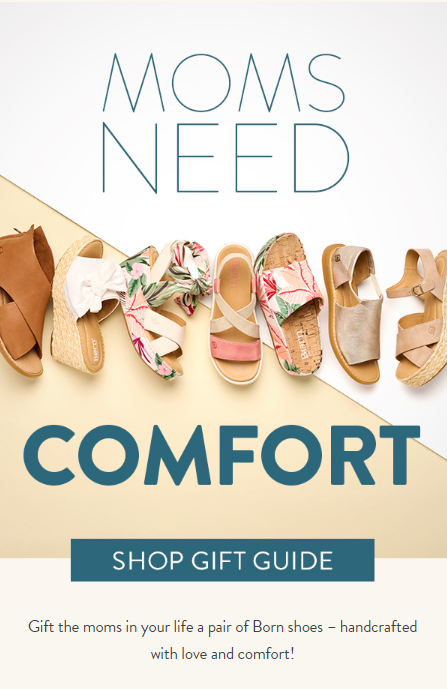 MOMS
NEED
COMFORT
SHOP GIFT GUIDE
Gift the moms in your life a pair of Born shoes – handcrafted
with love and comfort!